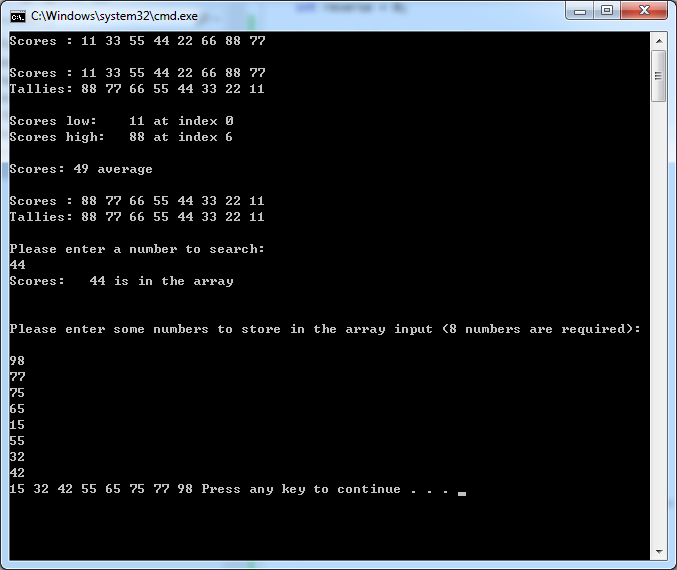 int reverse = 0;
C:\Windows\system32\cmd.exe
Scores : 11 33 55 44 22 66 88 77
Scores : 11 33 55 44 22 66 88 77
Tallies: 88 77 66 55 44 33 22 11
Scores low:    11 at index 0
Scores high:   88 at index 6
Scores: 49 average
Scores : 88 77 66 55 44 33 22 11
Tallies: 88 77 66 55 44 33 22 11
Please enter a number to search:
44
Scores:   44 is in the array
Please enter some numbers to store in the array input (8 numbers are required):
98
77
75
65
15
55
32
42
15 32 42 55 65 75 77 98 Press any key to continue . . .